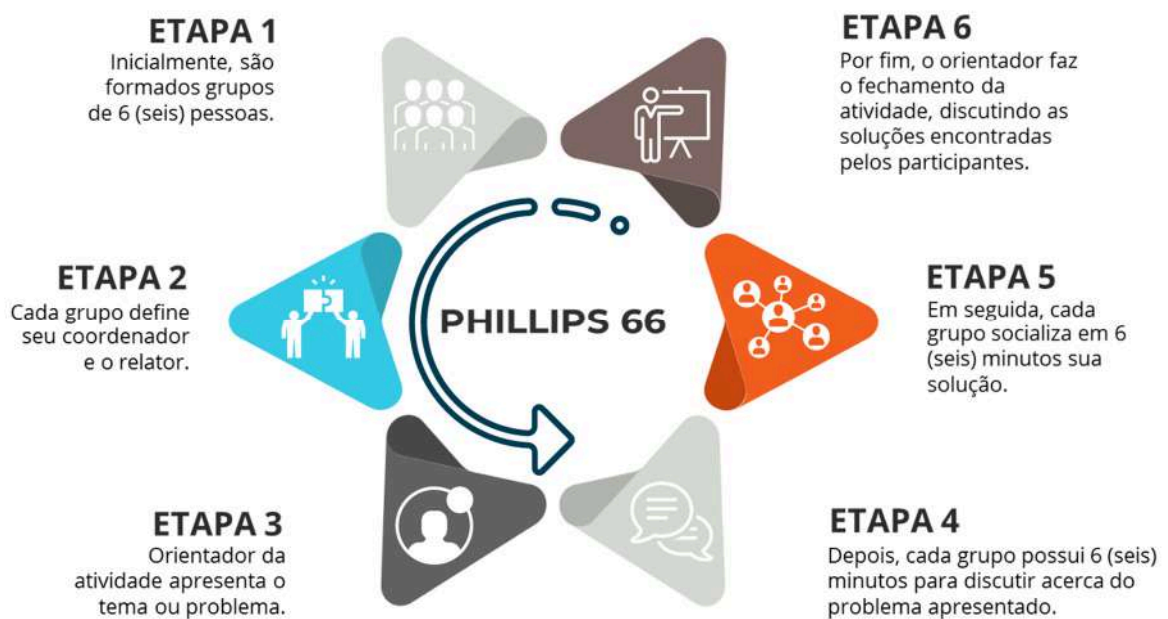 ETAPA 1
Inicialmente, são
formados grupos
de 6 (seis) pessoas.
ETAPA 2
Cada grupo define
seu coordenador
e o relator.
ETAPA 3
Orientador da
atividade apresenta o
tema ou problema.
PHILLIPS 66
ETAPA 4
Depois, cada grupo possui 6 (seis)
minutos para discutir acerca do
problema apresentado.
ETAPA 5
Em seguida, cada
grupo socializa em 6
(seis) minutos sua
solução.
ETAPA 6
Por fim, o orientador faz
o fechamento da
atividade, discutindo as
soluções encontradas
pelos participantes.